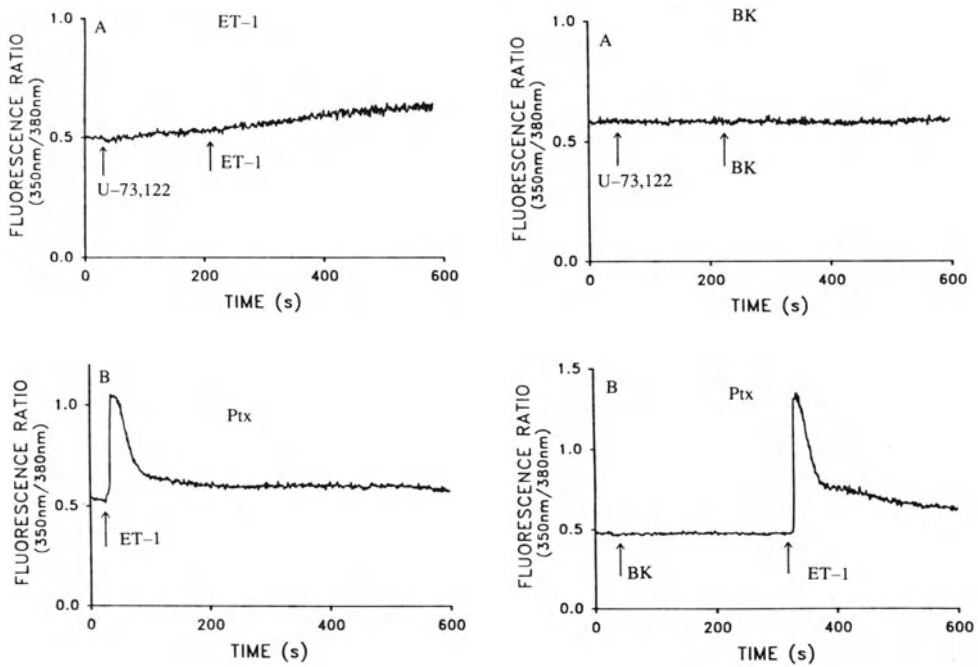 A
ET-1
FLUORESCENCE RATIO
(350nm/380nm)
1.0
0.5
0.0
U-73,122
ET-1
0
200
400
600
TIME (s)
BK
A
FLUORESCENCE RATIO
(350nm/380nm)
1.0
0.5
0.0
U-73,122
BK
0
200
400
600
TIME (s)
B
Ptx
FLUORESCENCE RATIO
(350nm/380nm)
1.0
0.5
0.0
ET-1
0
200
400
600
TIME (s)
B
Ptx
FLUORESCENCE RATIO
(350nm/380nm)
1.5
1.0
0.5
0.0
BK
ET-1
0
200
400
600
TIME (s)